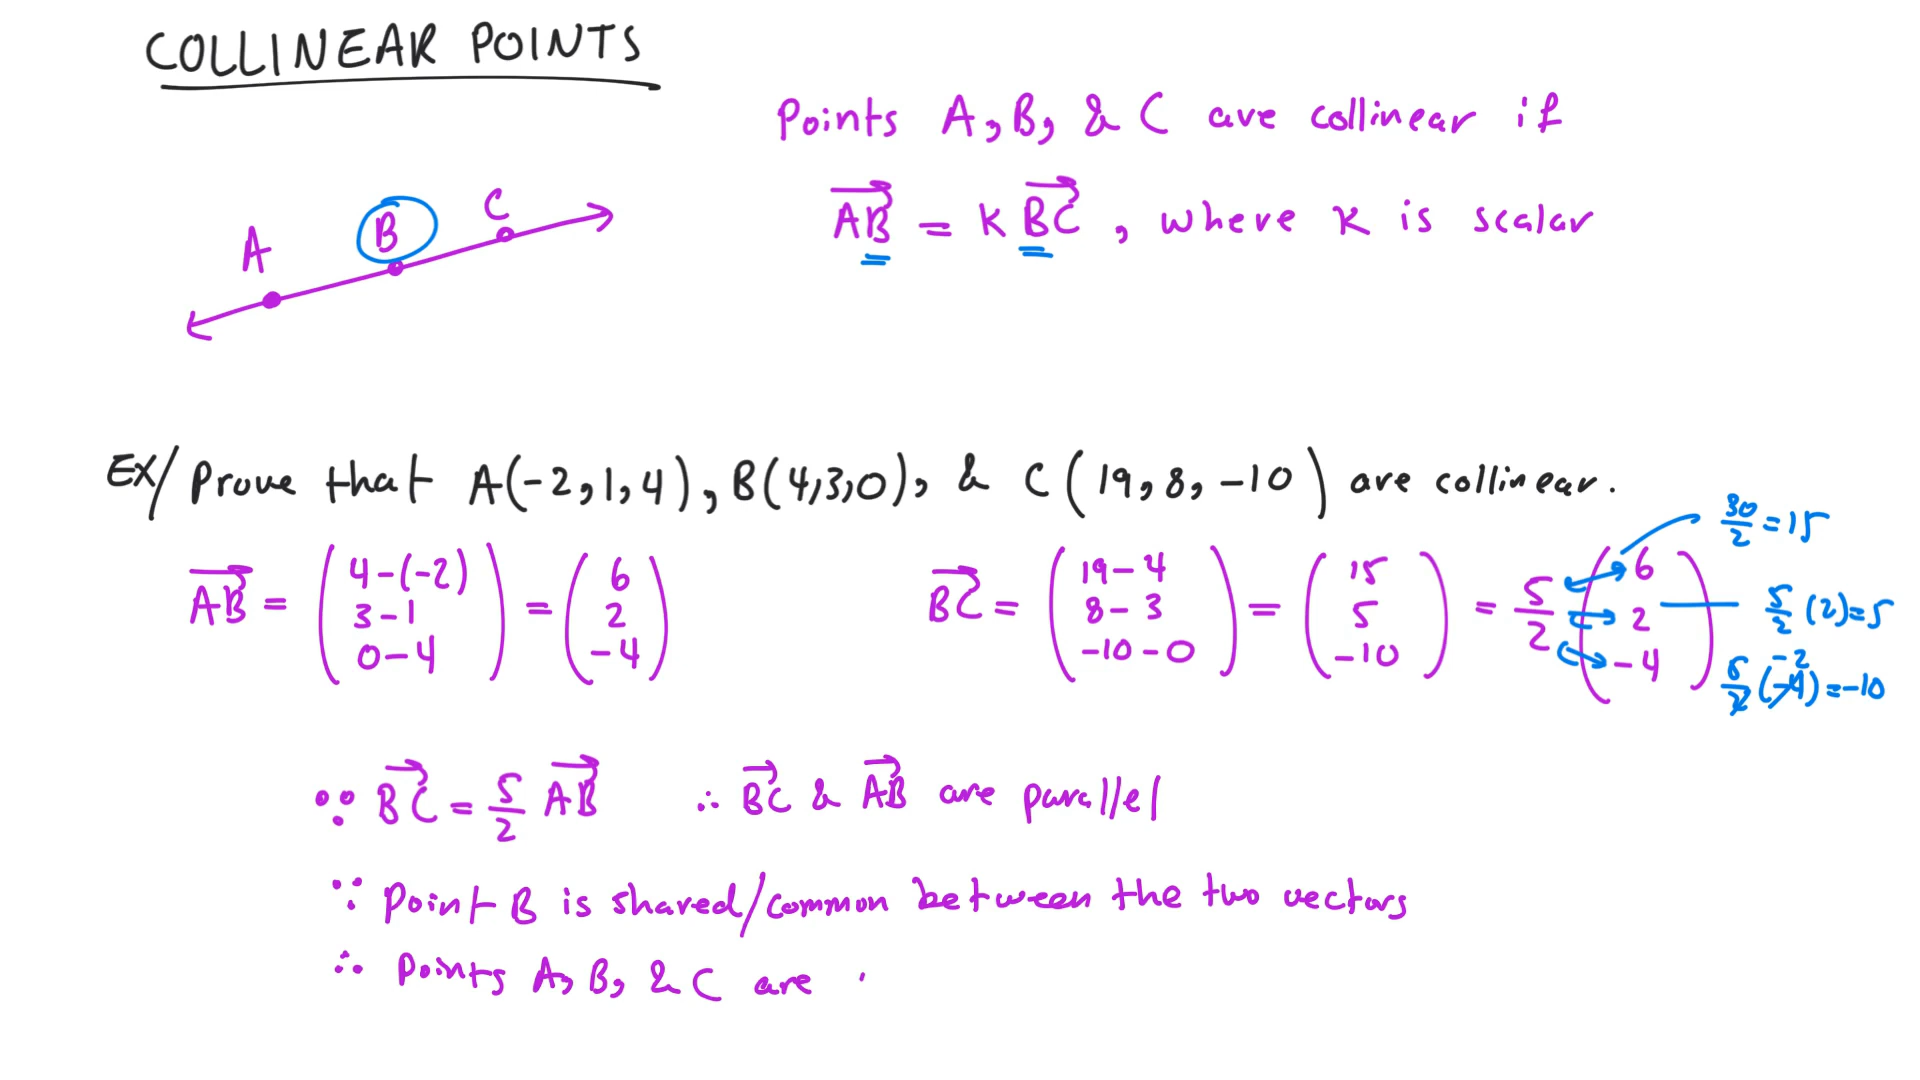 COLLINEAR POINTS
Points A, B, & C are collinear if
AB⃗ = K BC⃗ , where K is scalar
A B C
EX/ Prove that A(-2,1,4), B(4,3,0), & C(19,8,-10) are collinear.
AB⃗ = (4-(-2), 3-1, 0-4) = (6, 2, -4)
BC⃗ = (19-4, 8-3, -10-0) = (15, 5, -10) = 5/2 (6, 2, -4)
30/2 = 15
5/2 (2) = 5
-2
5/2 (-4) = -10
∵ BC⃗ = 5/2 AB⃗ ∴ BC⃗ & AB⃗ are parallel
∵ Point B is shared/common between the two vectors
∴ Points A, B, & C are